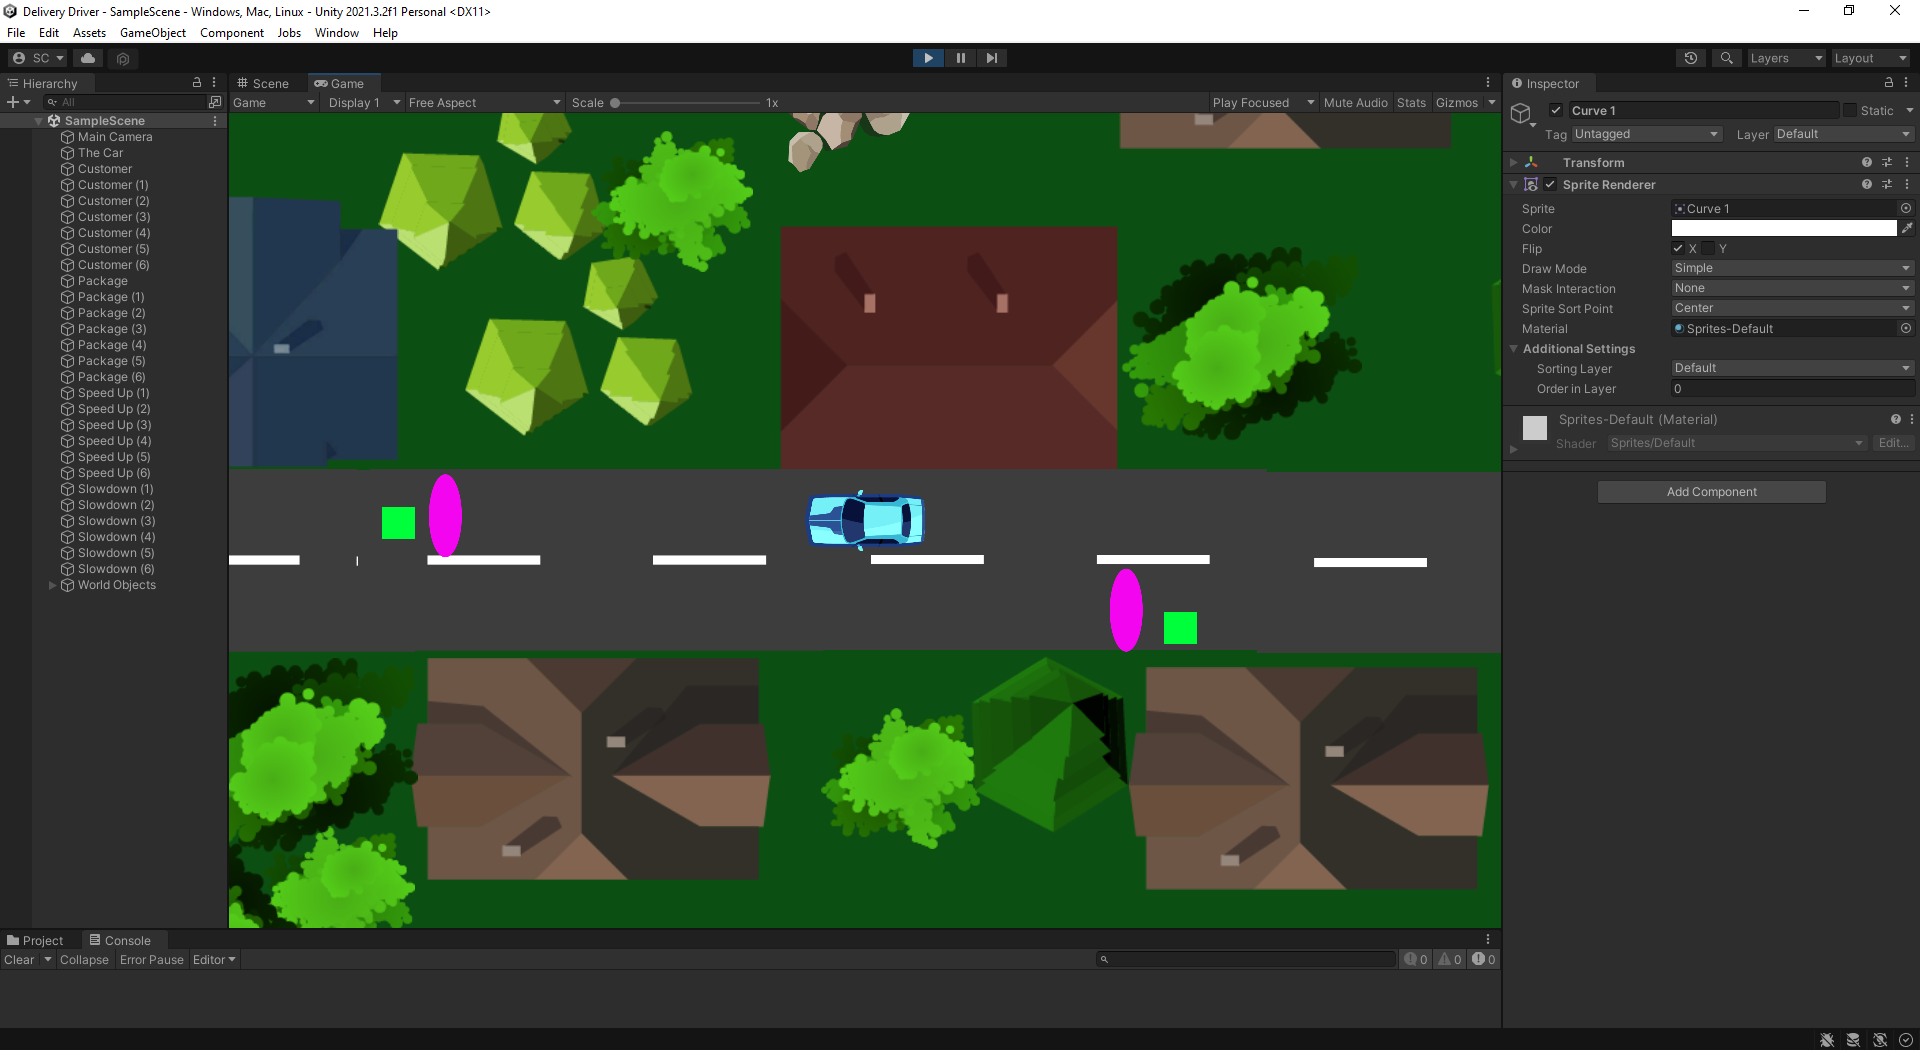 Delivery Driver - SampleScene - Windows, Mac, Linux - Unity 2021.3.2f1 Personal <DX11>
File Edit Assets GameObject Component Jobs Window Help
SC Layers Layout
Hierarchy
All
SampleScene
Main Camera
The Car
Customer
Customer (1)
Customer (2)
Customer (3)
Customer (4)
Customer (5)
Customer (6)
Package
Package (1)
Package (2)
Package (3)
Package (4)
Package (5)
Package (6)
Speed Up (1)
Speed Up (2)
Speed Up (3)
Speed Up (4)
Speed Up (5)
Speed Up (6)
Slowdown (1)
Slowdown (2)
Slowdown (3)
Slowdown (4)
Slowdown (5)
Slowdown (6)
World Objects
Scene Game
Game Display 1 Free Aspect Scale 1x Play Focused Mute Audio Stats Gizmos
Inspector
Curve 1 Static
Tag Untagged Layer Default
Transform
Sprite Renderer
Sprite Curve 1
Color
Flip X Y
Draw Mode Simple
Mask Interaction None
Sprite Sort Point Center
Material Sprites-Default
Additional Settings
Sorting Layer Default
Order in Layer 0
Sprites-Default (Material)
Shader Sprites/Default Edit...
Add Component
Project Console
Clear Collapse Error Pause Editor 0 0 0